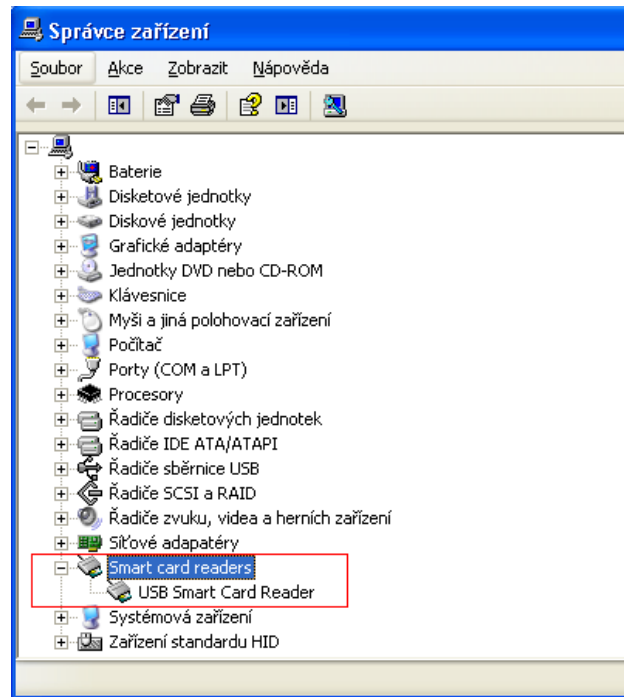 Správce zařízení
Soubor Akce Zobrazit Nápověda
Baterie
Disketové jednotky
Diskové jednotky
Grafické adaptéry
Jednotky DVD nebo CD-ROM
Klávesnice
Myši a jiná polohovací zařízení
Počítač
Porty (COM a LPT)
Procesory
Řadiče disketových jednotek
Řadiče IDE ATA/ATAPI
Řadiče sběrnice USB
Řadiče SCSI a RAID
Řadiče zvuku, videa a herních zařízení
Síťové adapatéry
Smart card readers
USB Smart Card Reader
Systémová zařízení
Zařízení standardu HID